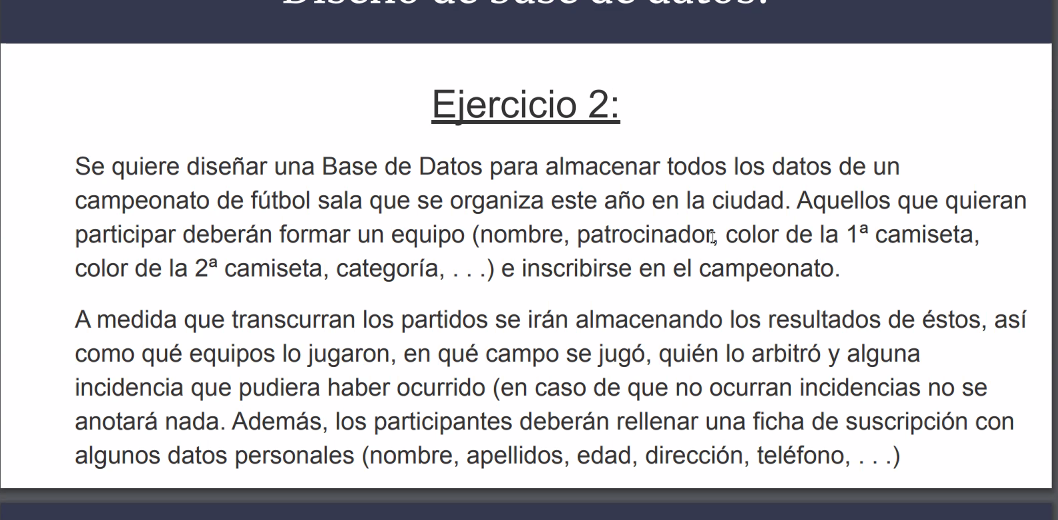 Diseño de base de datos:
Ejercicio 2:
Se quiere diseñar una Base de Datos para almacenar todos los datos de un
campeonato de fútbol sala que se organiza este año en la ciudad. Aquellos que quieran
participar deberán formar un equipo (nombre, patrocinador, color de la 1ª camiseta,
color de la 2ª camiseta, categoría, . . .) e inscribirse en el campeonato.
A medida que transcurran los partidos se irán almacenando los resultados de éstos, así
como qué equipos lo jugaron, en qué campo se jugó, quién lo arbitró y alguna
incidencia que pudiera haber ocurrido (en caso de que no ocurran incidencias no se
anotará nada. Además, los participantes deberán rellenar una ficha de suscripción con
algunos datos personales (nombre, apellidos, edad, dirección, teléfono, . . .)